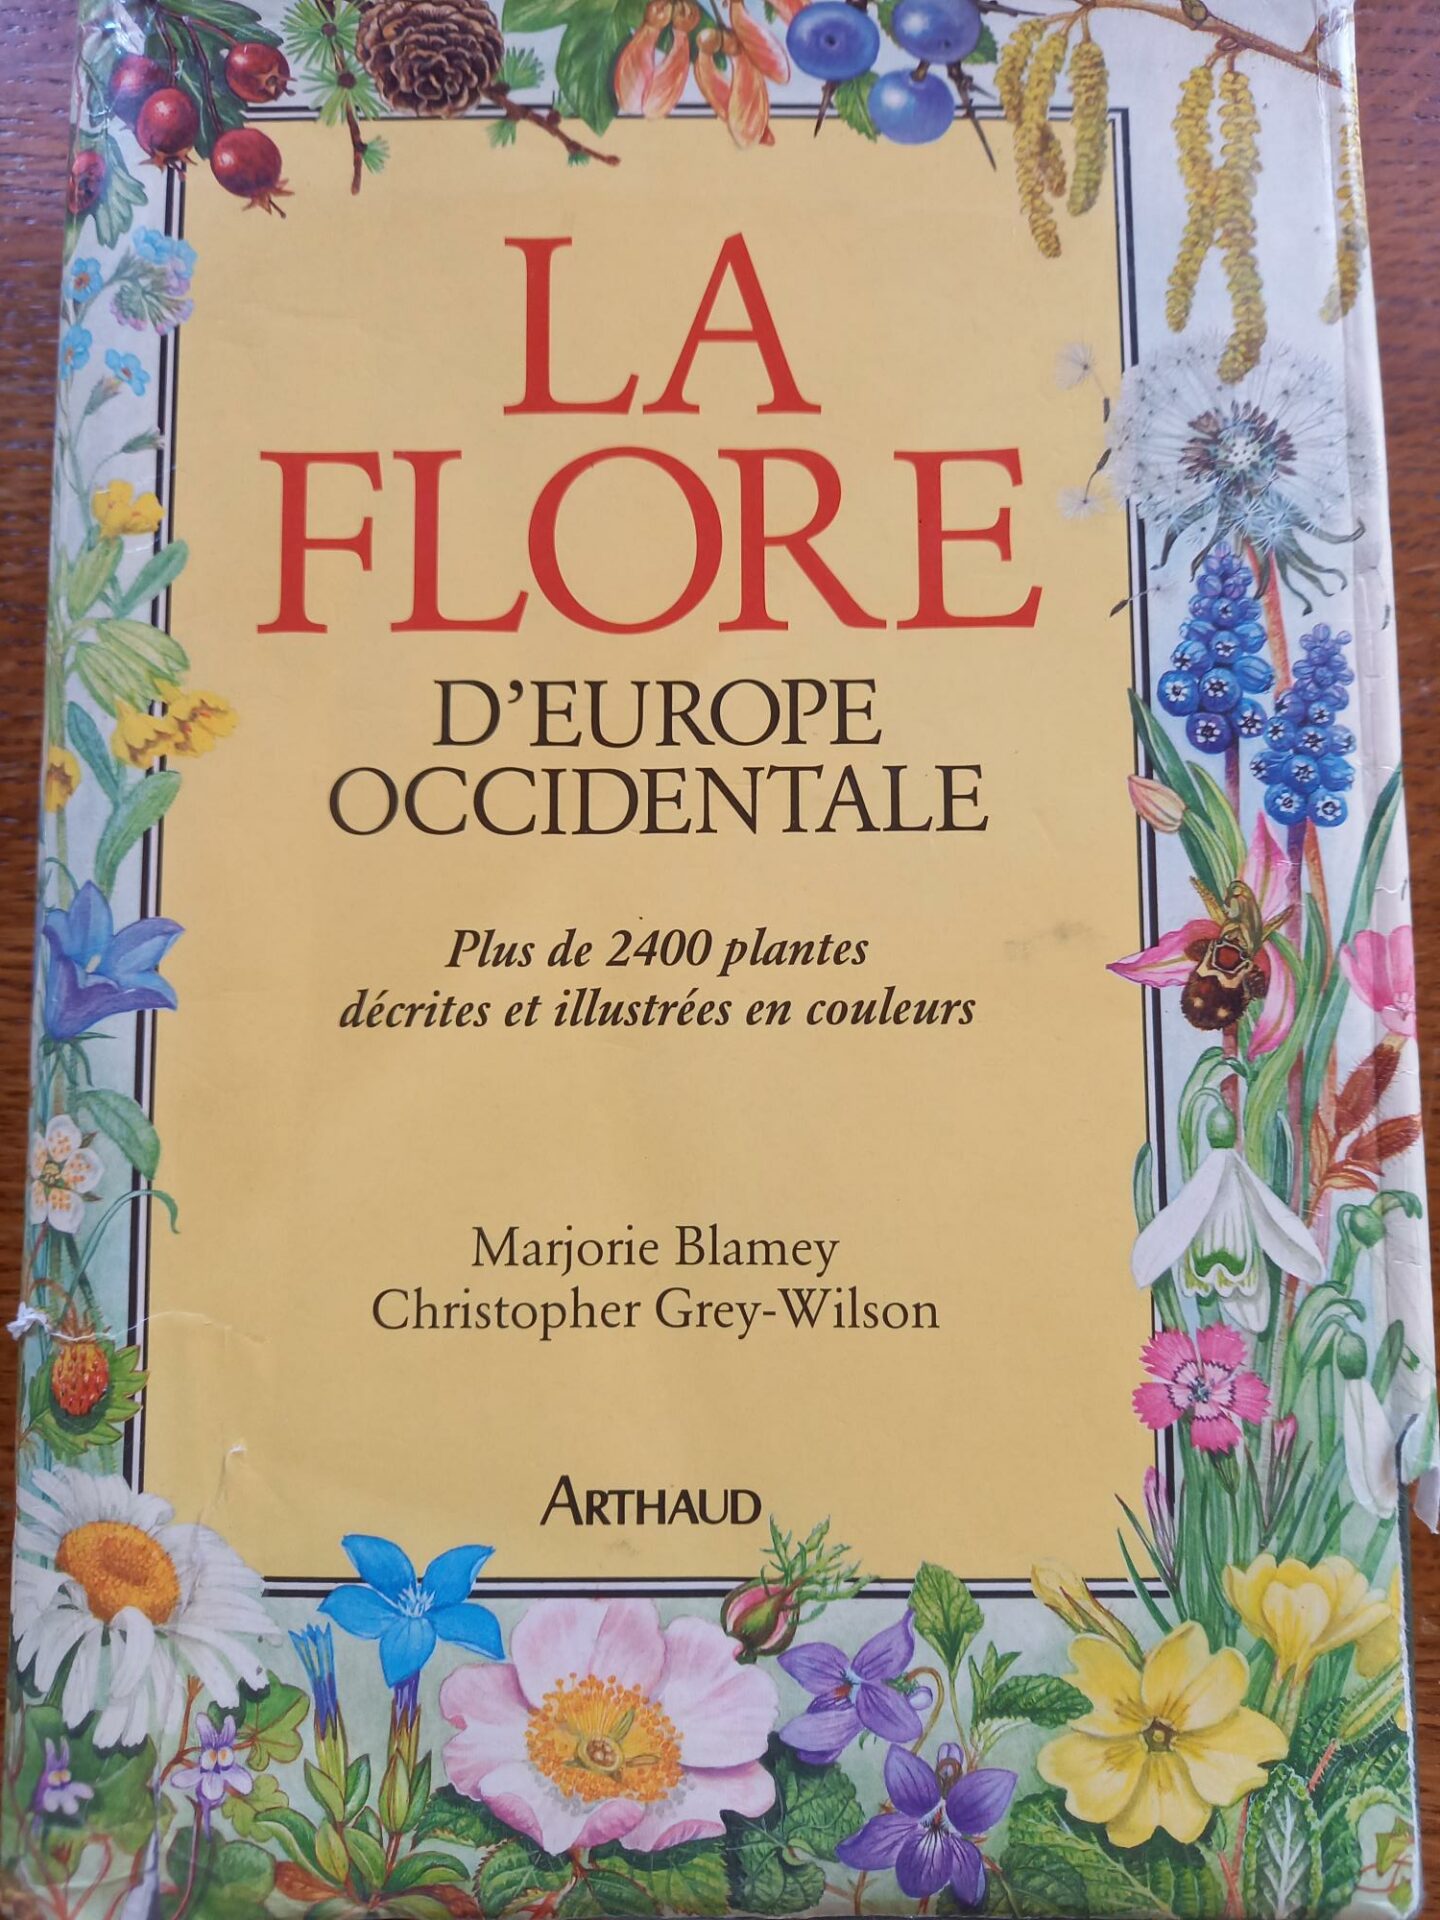 LA
FLORE
D'EUROPE
OCCIDENTALE
Plus de 2400 plantes
décrites et illustrées en couleurs
Marjorie Blamey
Christopher Grey-Wilson
ARTHAUD